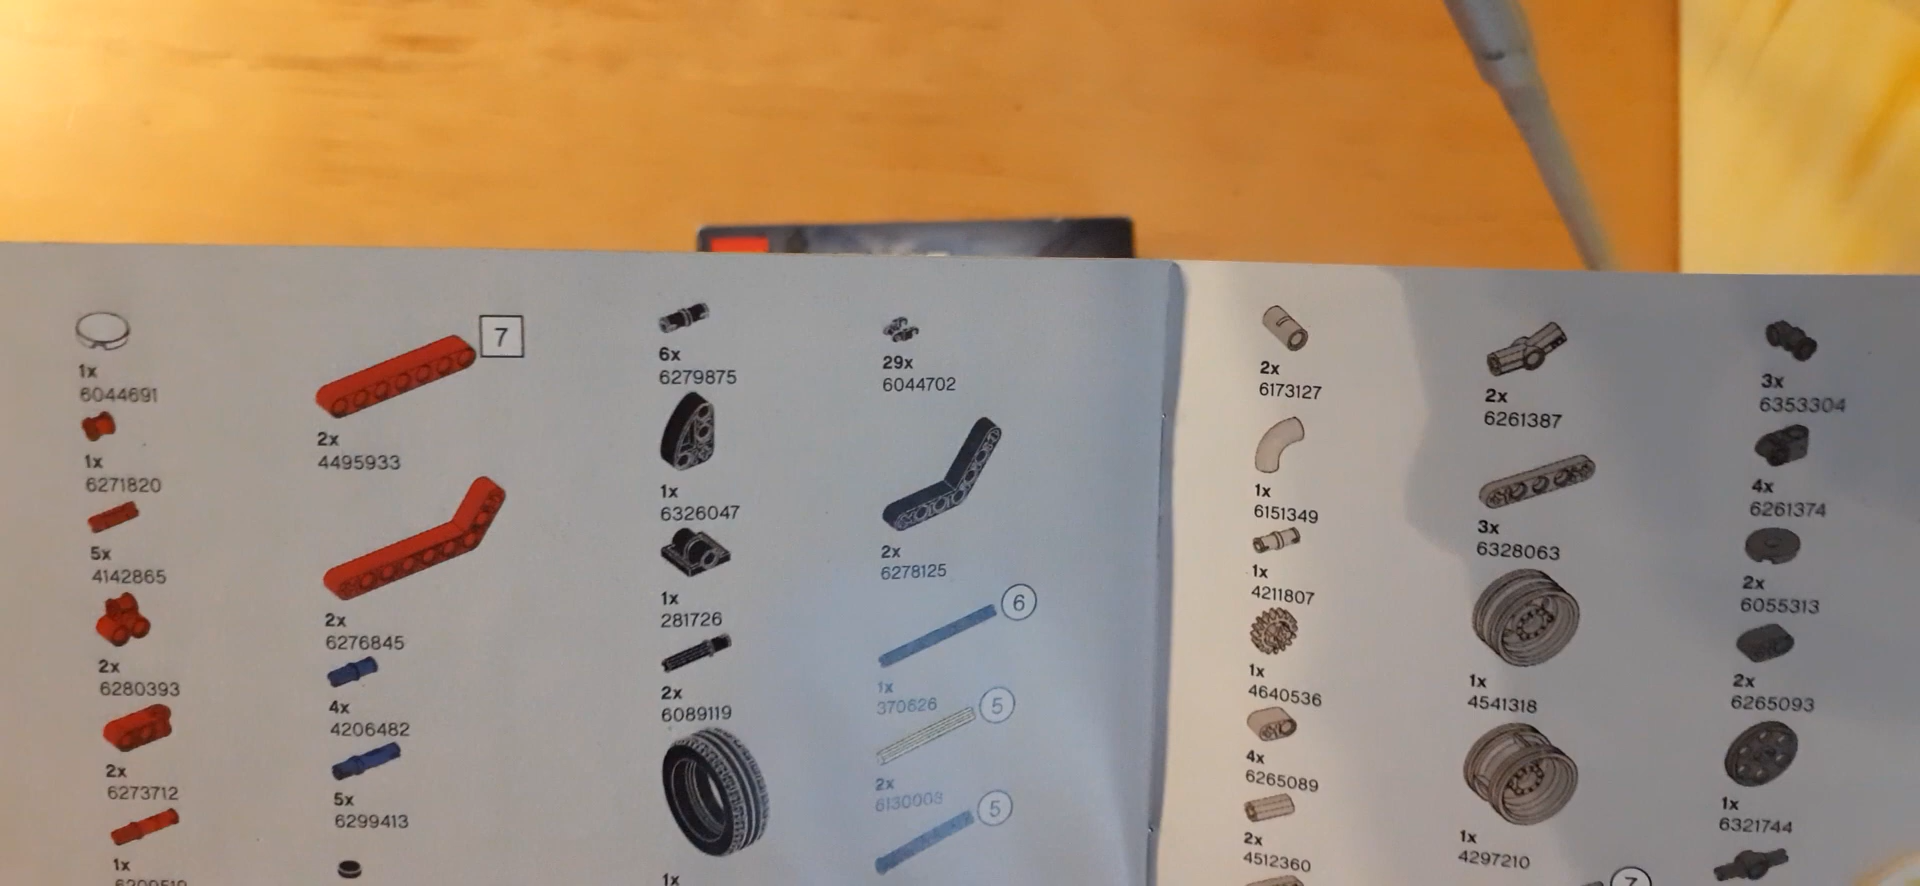 1x
6044691
1x
6271820
5x
4142865
2x
6280393
2x
6273712
1x
7
2x
4495933
2x
6276845
4x
4206482
5x
6299413
6x
6279875
1x
6326047
1x
281726
2x
6089119
1x
29x
6044702
2x
6278125
6
1x
370626
5
2x
6130008
5
2x
6173127
1x
6151349
1x
4211807
1x
4640536
4x
6265089
2x
4512360
2x
6261387
3x
6328063
1x
4541318
1x
4297210
7
3x
6353304
4x
6261374
2x
6055313
2x
6265093
1x
6321744